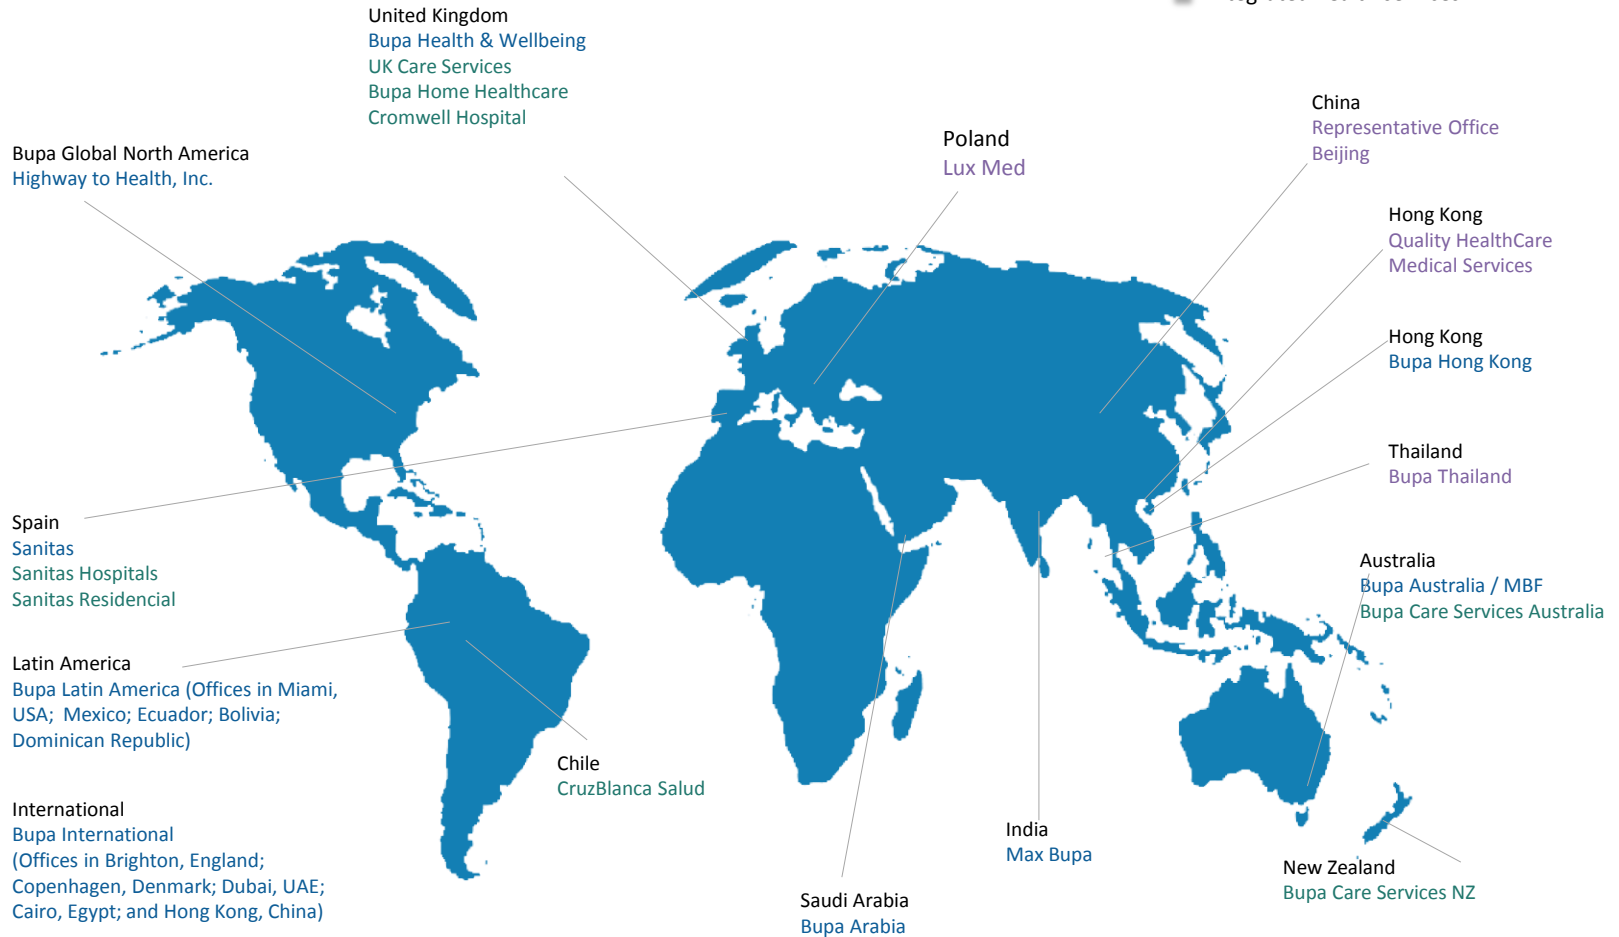 United Kingdom
Bupa Health & Wellbeing
UK Care Services
Bupa Home Healthcare
Cromwell Hospital
Bupa Global North America
Highway to Health, Inc.
Poland
Lux Med
China
Representative Office
Beijing
Hong Kong
Quality HealthCare
Medical Services
Hong Kong
Bupa Hong Kong
Thailand
Bupa Thailand
Spain
Sanitas
Sanitas Hospitals
Sanitas Residencial
Australia
Bupa Australia / MBF
Bupa Care Services Australia
Latin America
Bupa Latin America (Offices in Miami,
USA; Mexico; Ecuador; Bolivia;
Dominican Republic)
Chile
CruzBlanca Salud
International
Bupa International
(Offices in Brighton, England;
Copenhagen, Denmark; Dubai, UAE;
Cairo, Egypt; and Hong Kong, China)
India
Max Bupa
New Zealand
Bupa Care Services NZ
Saudi Arabia
Bupa Arabia